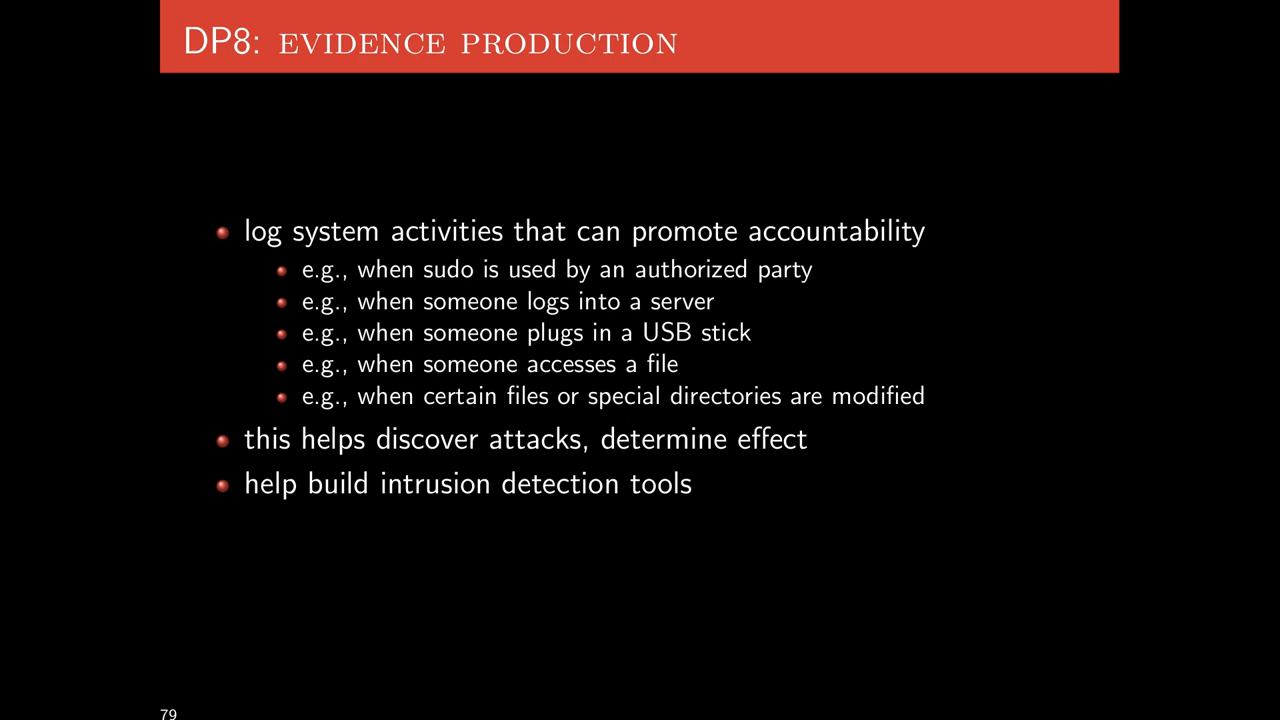 DP8: EVIDENCE PRODUCTION
log system activities that can promote accountability
e.g., when sudo is used by an authorized party
e.g., when someone logs into a server
e.g., when someone plugs in a USB stick
e.g., when someone accesses a file
e.g., when certain files or special directories are modified
this helps discover attacks, determine effect
help build intrusion detection tools
79